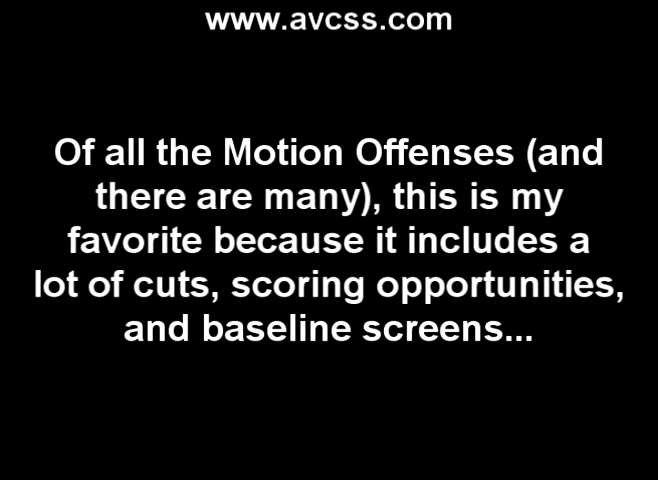 www.avcss.com
Of all the Motion Offenses (and
there are many), this is my
favorite because it includes a
lot of cuts, scoring opportunities,
and baseline screens...